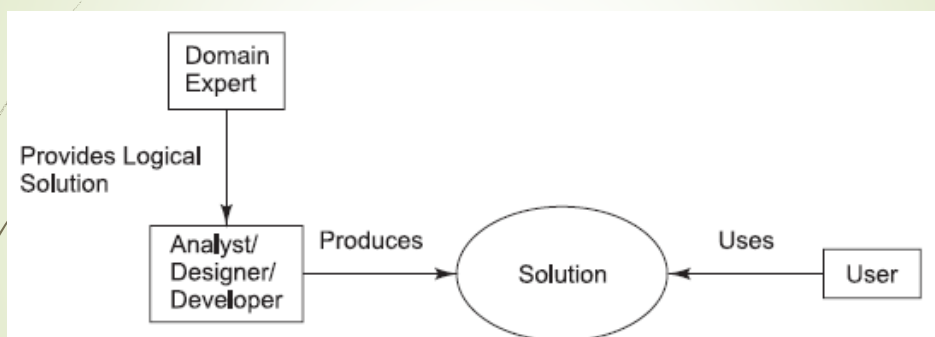 Domain
Expert
Provides Logical
Solution
Analyst/
Designer/
Developer
Produces
Solution
Uses
User